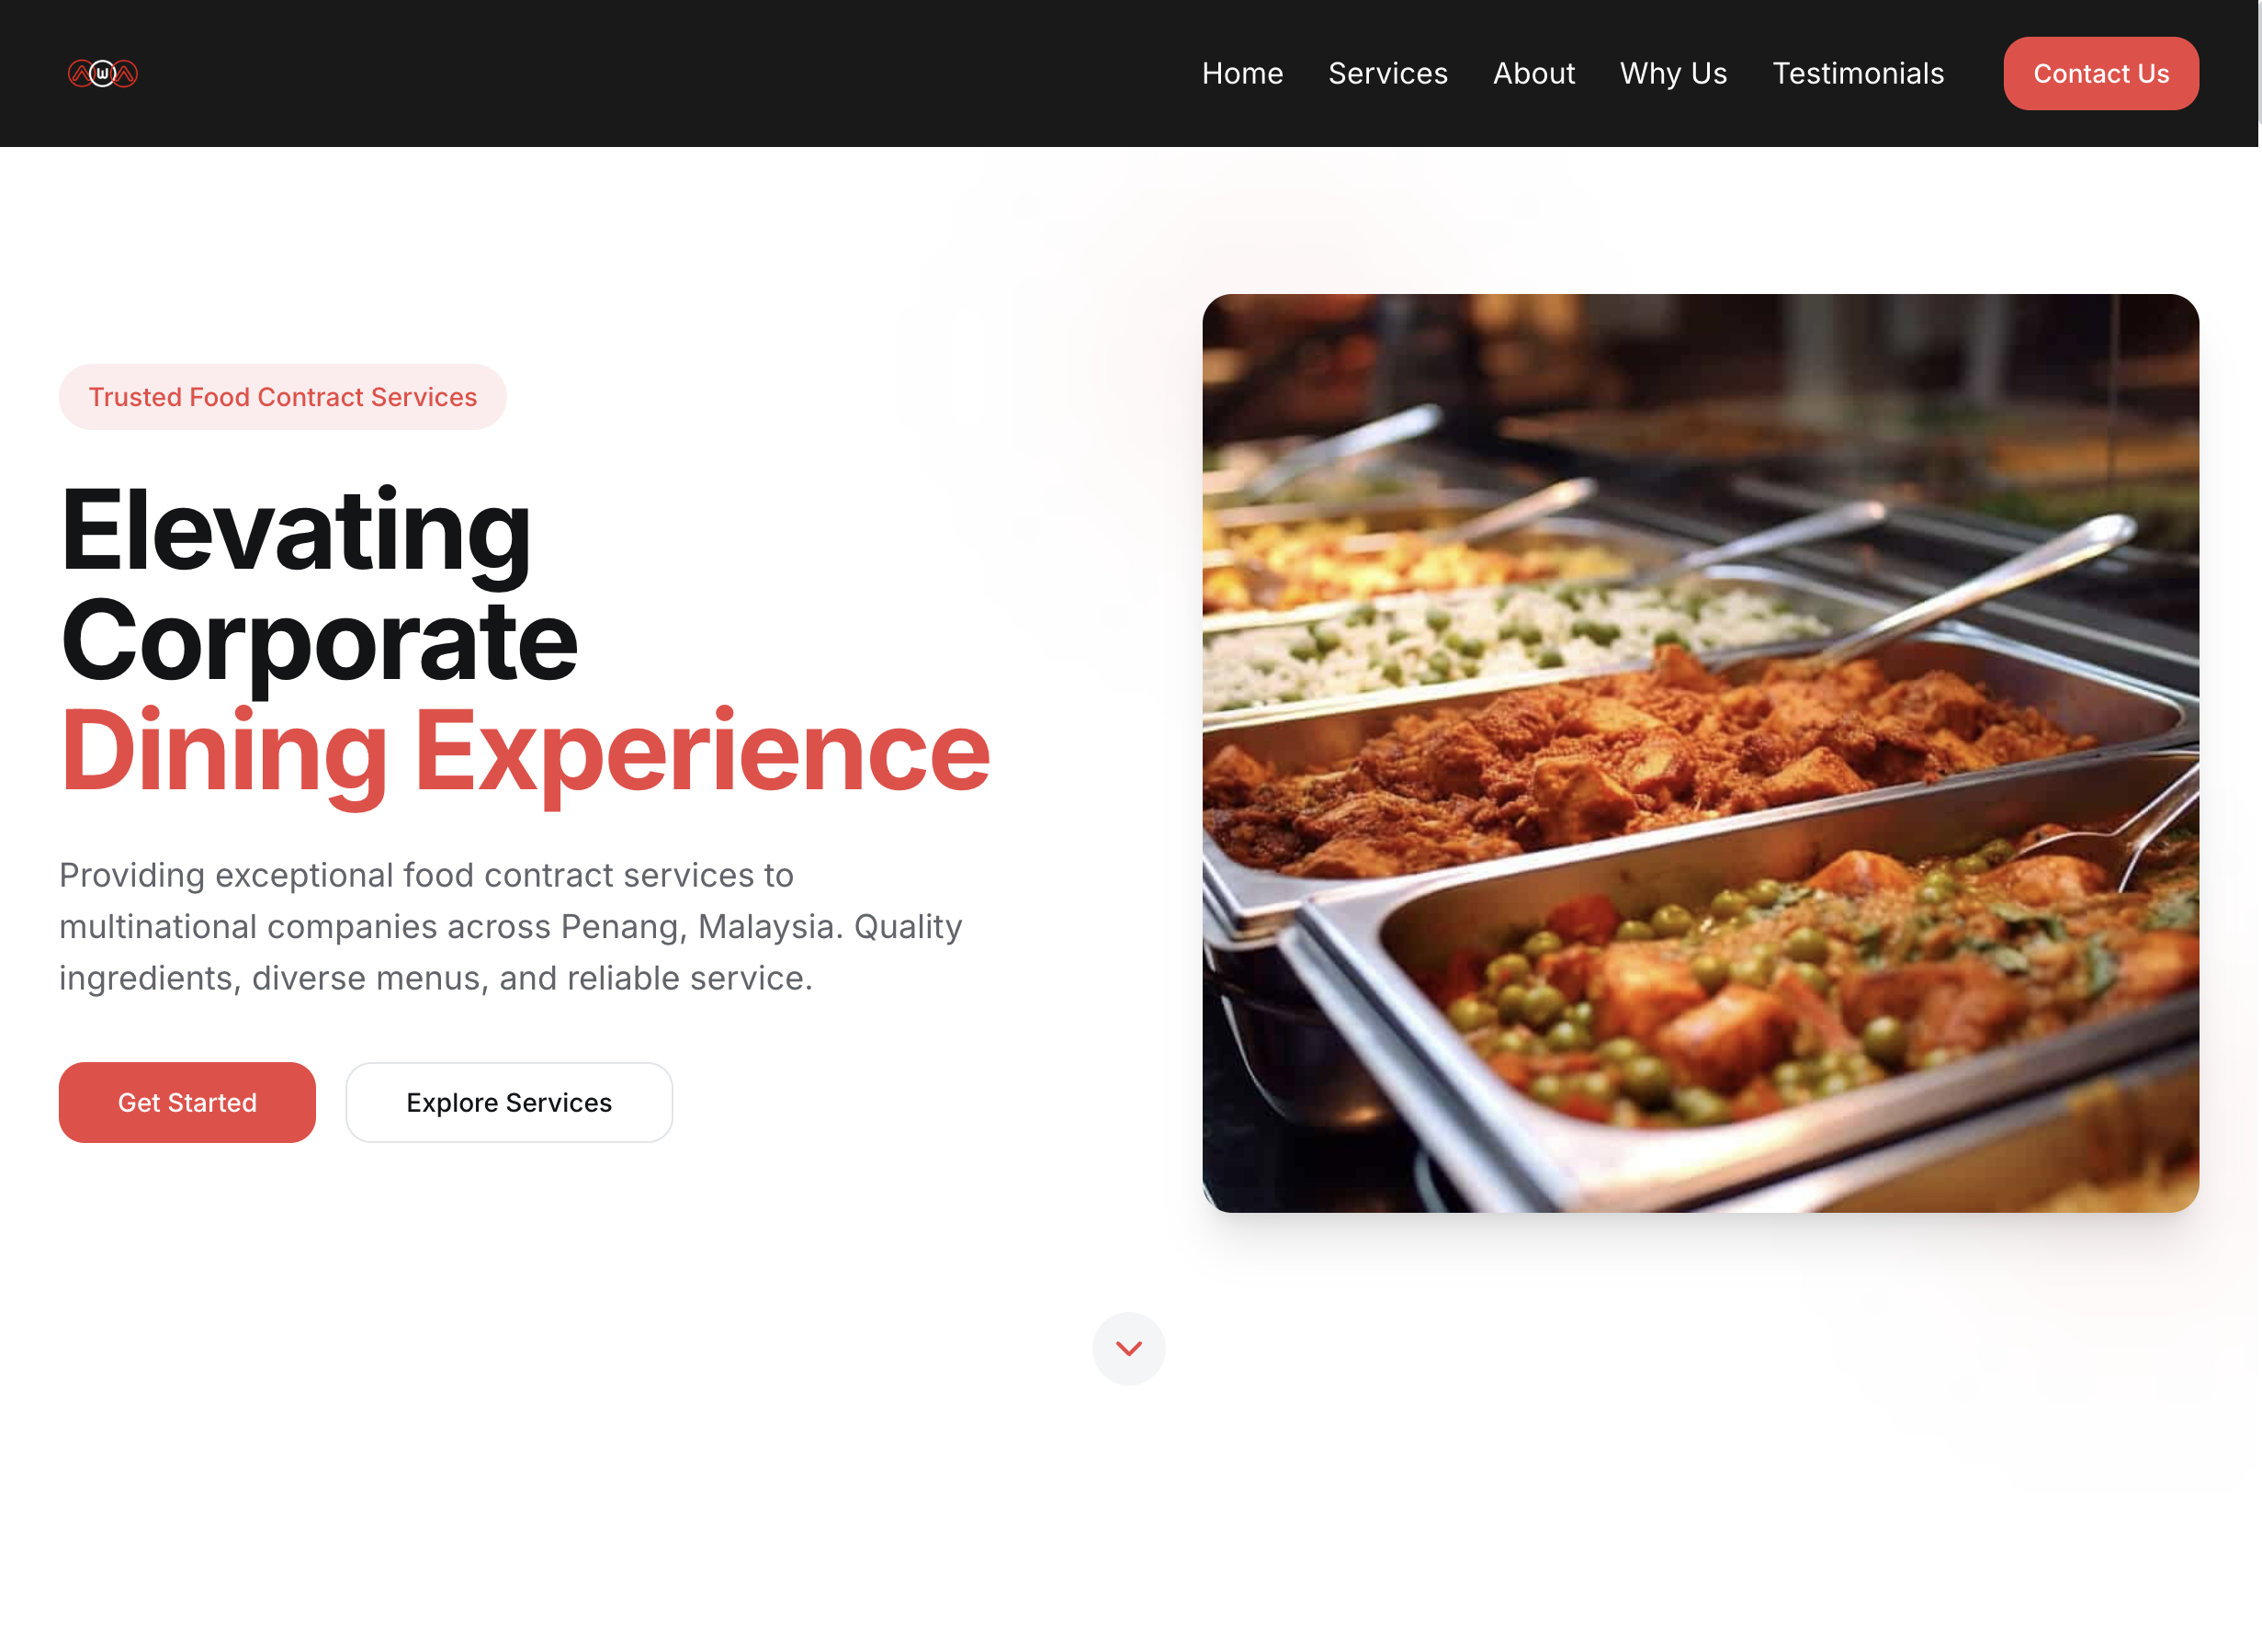 AWA
Home Services About Why Us Testimonials Contact Us
Trusted Food Contract Services
Elevating
Corporate
Dining Experience
Providing exceptional food contract services to
multinational companies across Penang, Malaysia. Quality
ingredients, diverse menus, and reliable service.
Get Started Explore Services